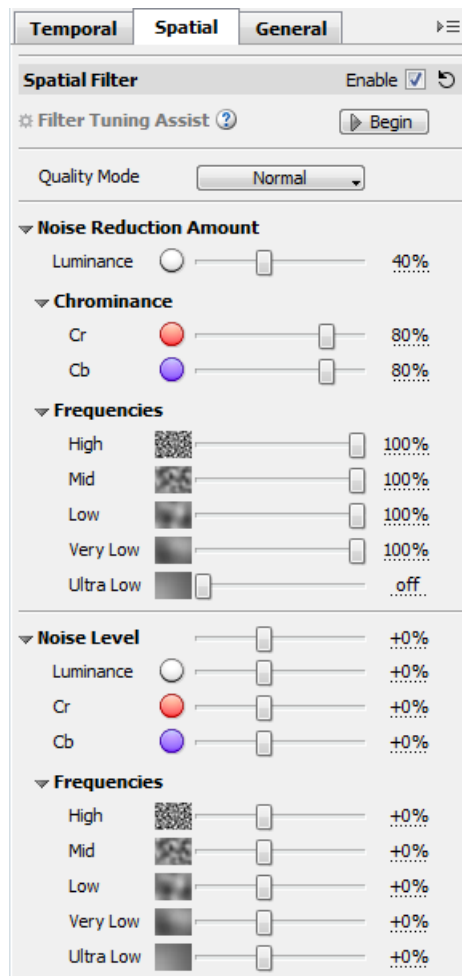 Temporal Spatial General
Spatial Filter Enable
Filter Tuning Assist ? Begin
Quality Mode Normal
Noise Reduction Amount
Luminance 40%
Chrominance
Cr 80%
Cb 80%
Frequencies
High 100%
Mid 100%
Low 100%
Very Low 100%
Ultra Low off
Noise Level +0%
Luminance +0%
Cr +0%
Cb +0%
Frequencies
High +0%
Mid +0%
Low +0%
Very Low +0%
Ultra Low +0%